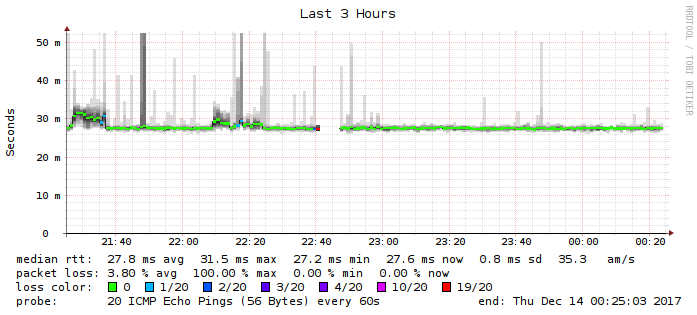 Last 3 Hours
RRDTOOL / TOBI OETIKER
Seconds
50 m
40 m
30 m
20 m
10 m
0
21:40 22:00 22:20 22:40 23:00 23:20 23:40 00:00 00:20
median rtt: 27.8 ms avg 31.5 ms max 27.2 ms min 27.6 ms now 0.8 ms sd 35.3 am/s
packet loss: 3.80 % avg 100.00 % max 0.00 % min 0.00 % now
loss color: 0 1/20 2/20 3/20 4/20 10/20 19/20
probe: 20 ICMP Echo Pings (56 Bytes) every 60s end: Thu Dec 14 00:25:03 2017